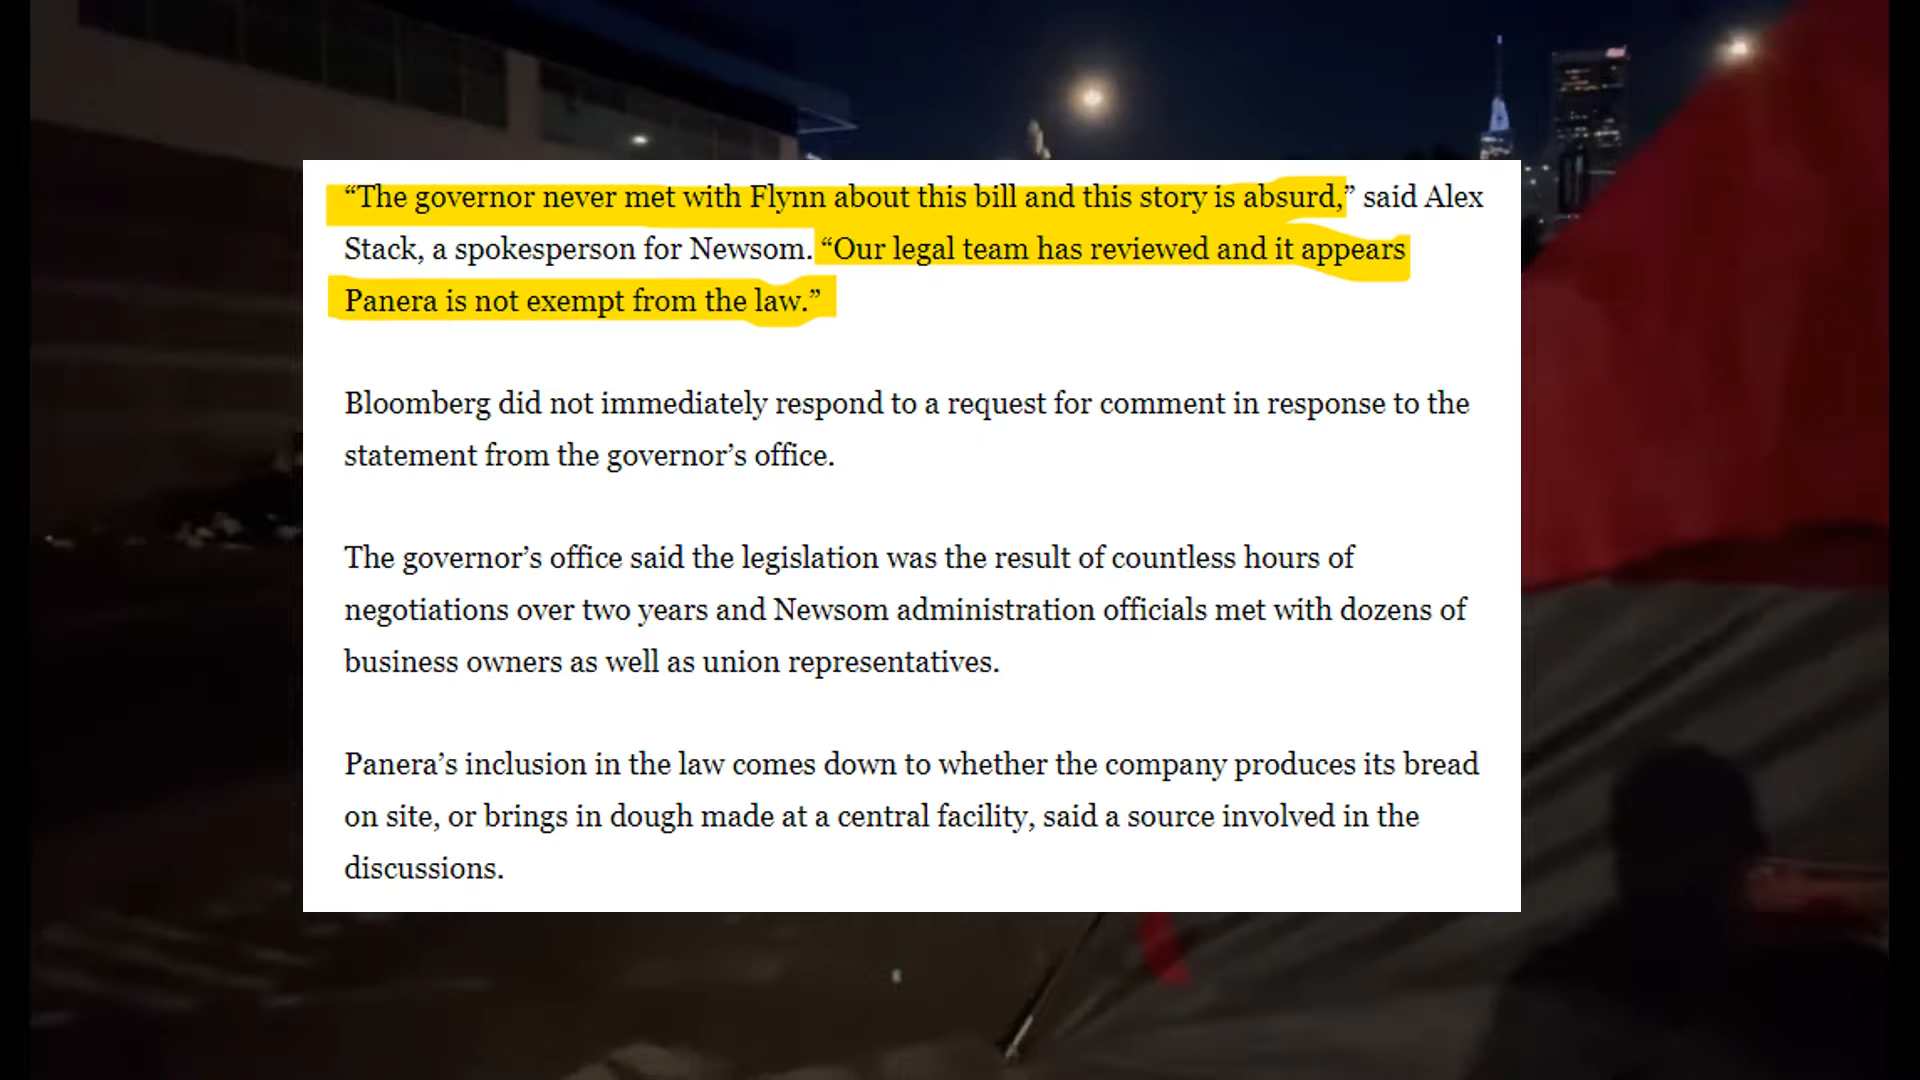 “The governor never met with Flynn about this bill and this story is absurd,” said Alex
Stack, a spokesperson for Newsom. “Our legal team has reviewed and it appears
Panera is not exempt from the law.”
Bloomberg did not immediately respond to a request for comment in response to the
statement from the governor’s office.
The governor’s office said the legislation was the result of countless hours of
negotiations over two years and Newsom administration officials met with dozens of
business owners as well as union representatives.
Panera’s inclusion in the law comes down to whether the company produces its bread
on site, or brings in dough made at a central facility, said a source involved in the
discussions.